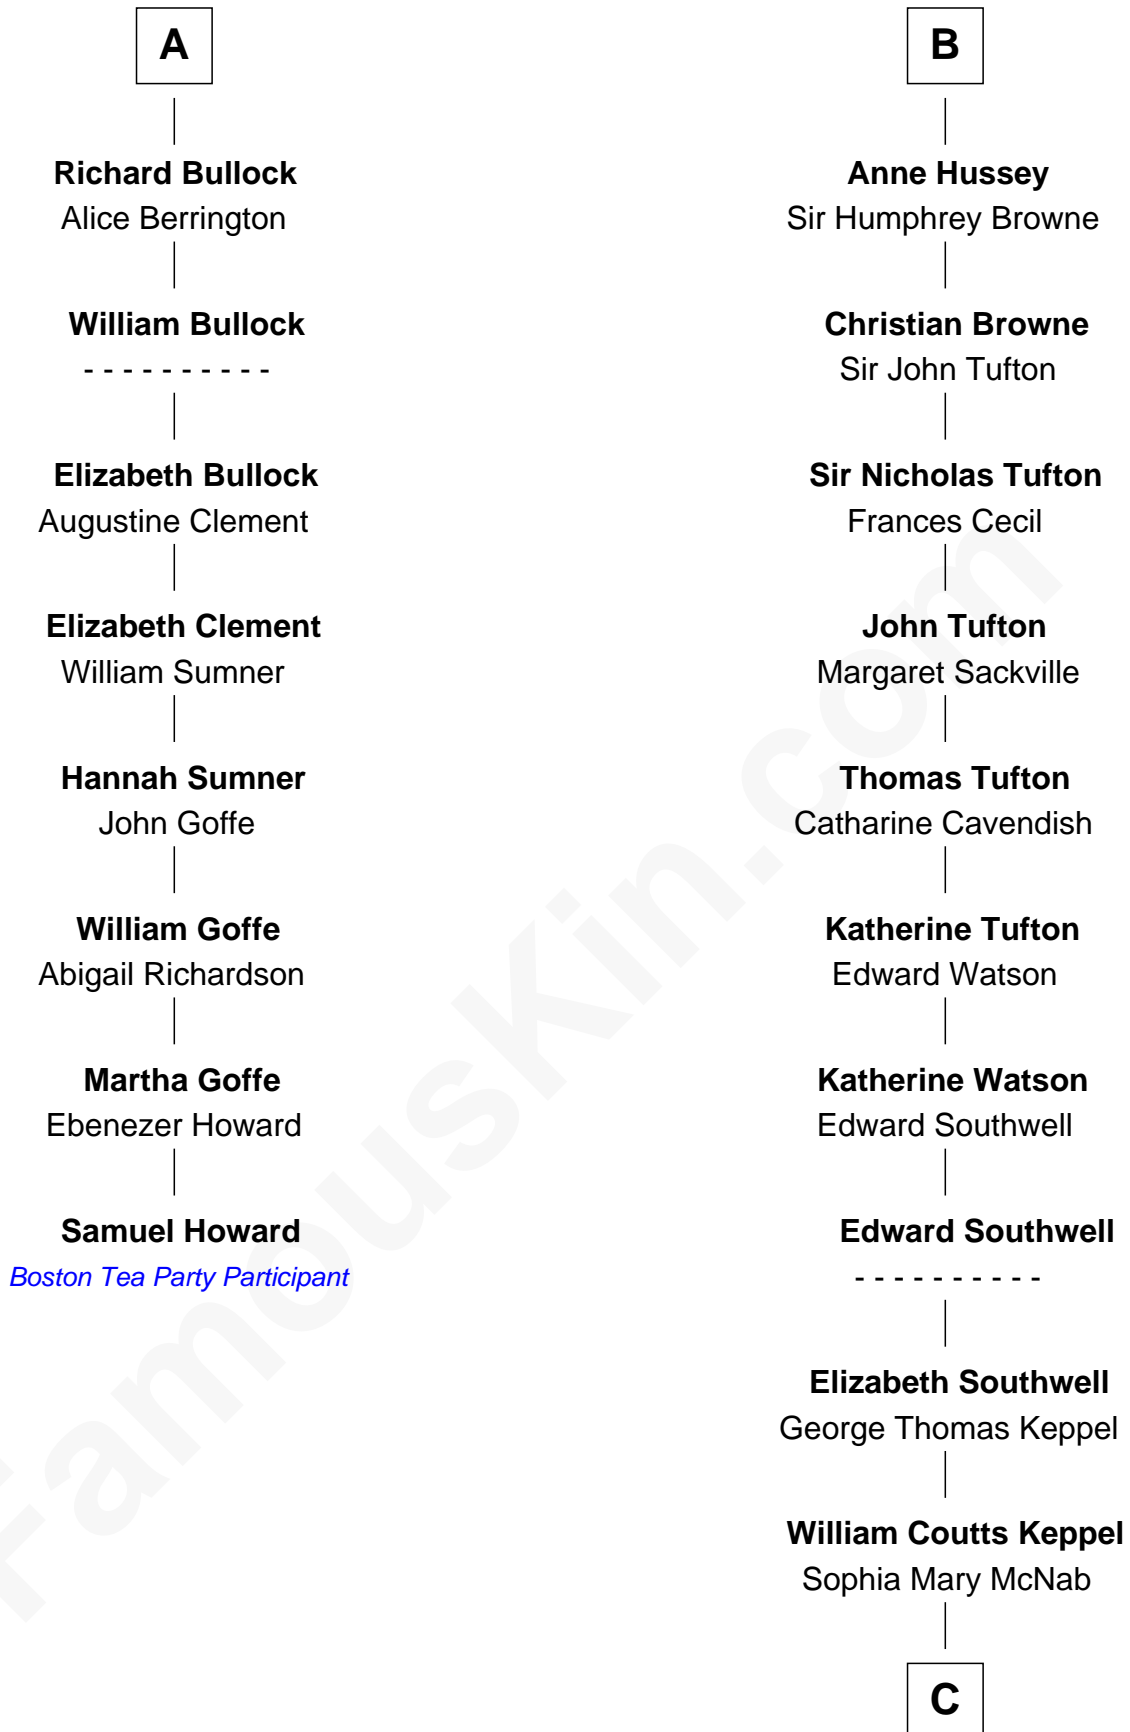 A
Richard Bullock
Alice Berrington
William Bullock
- - - - - - - - - -
Elizabeth Bullock
Augustine Clement
Elizabeth Clement
William Sumner
Hannah Sumner
John Goffe
William Goffe
Abigail Richardson
Martha Goffe
Ebenezer Howard
Samuel Howard
Boston Tea Party Participant
B
Anne Hussey
Sir Humphrey Browne
Christian Browne
Sir John Tufton
Sir Nicholas Tufton
Frances Cecil
John Tufton
Margaret Sackville
Thomas Tufton
Catharine Cavendish
Katherine Tufton
Edward Watson
Katherine Watson
Edward Southwell
Edward Southwell
- - - - - - - - - -
Elizabeth Southwell
George Thomas Keppel
William Coutts Keppel
Sophia Mary McNab
C
FamousKin.com